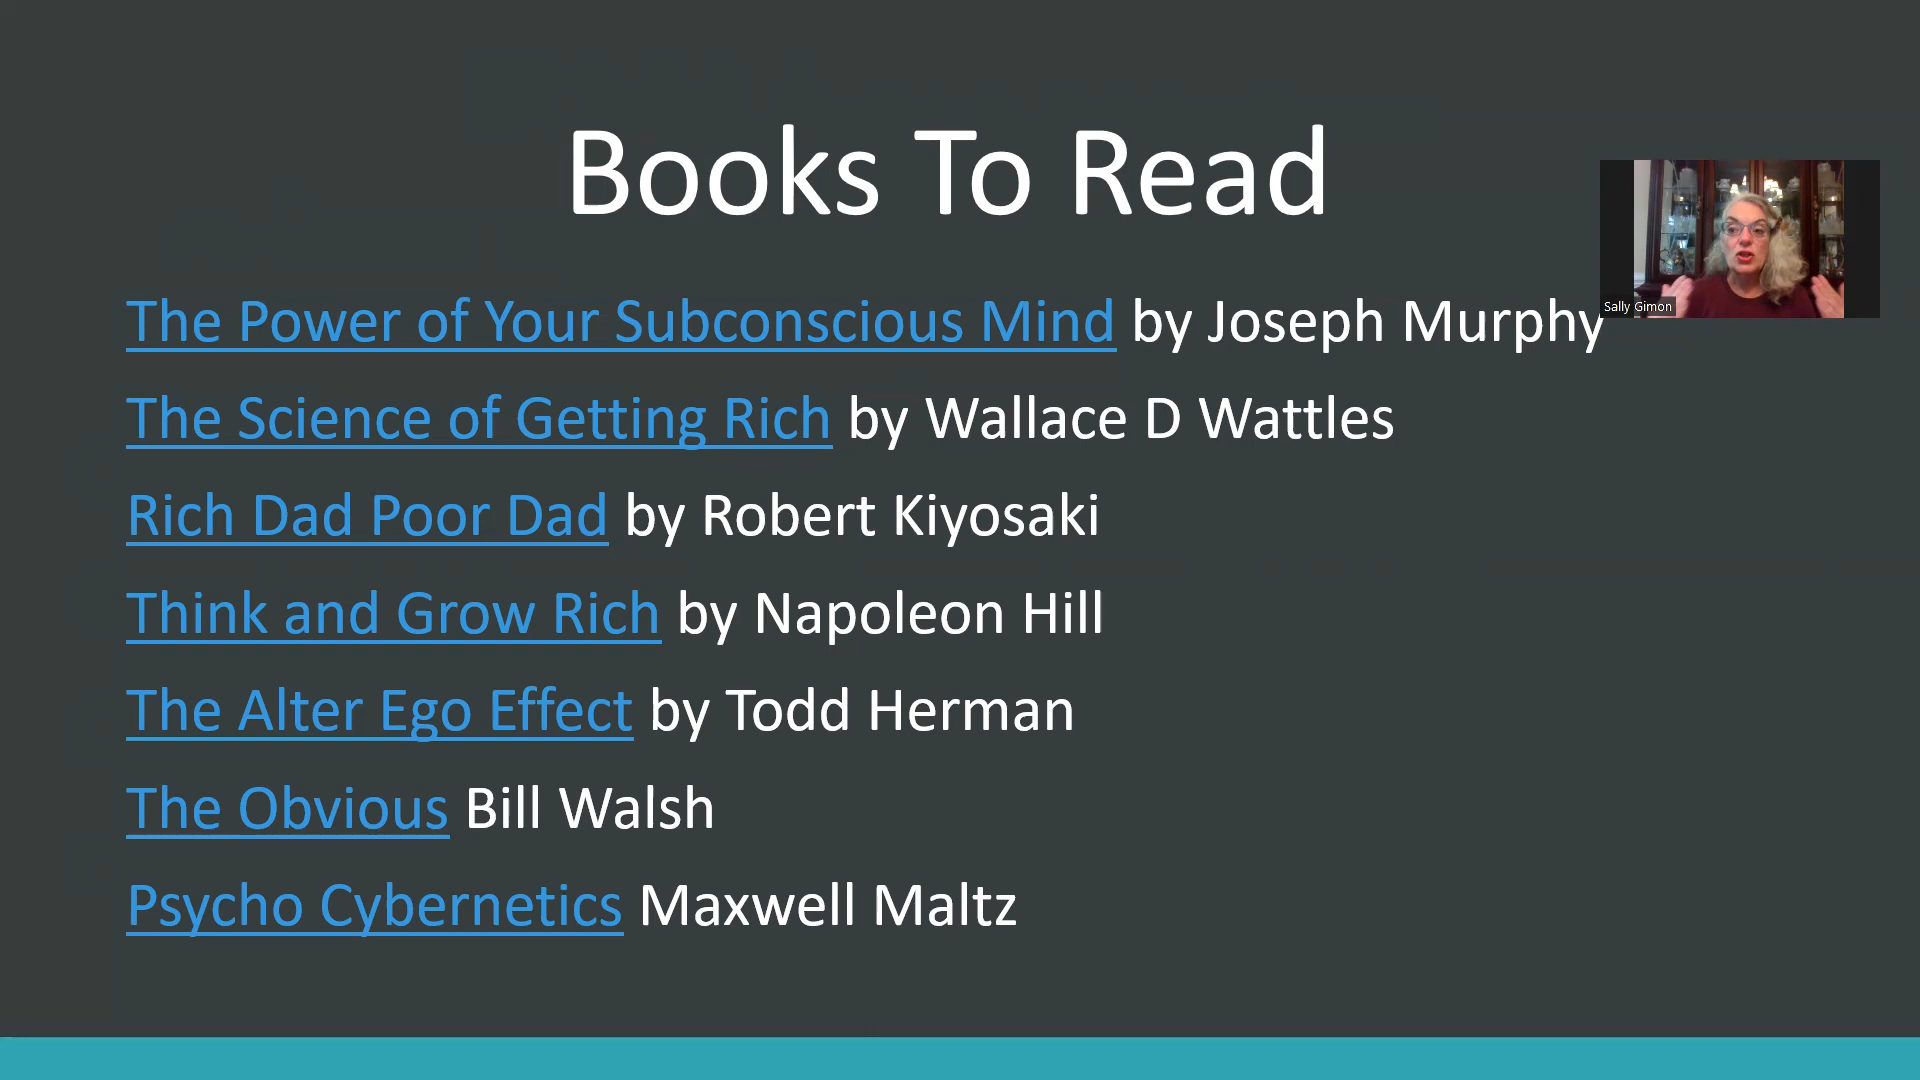 Books To Read
Sally Gimon
The Power of Your Subconscious Mind by Joseph Murphy
The Science of Getting Rich by Wallace D Wattles
Rich Dad Poor Dad by Robert Kiyosaki
Think and Grow Rich by Napoleon Hill
The Alter Ego Effect by Todd Herman
The Obvious Bill Walsh
Psycho Cybernetics Maxwell Maltz